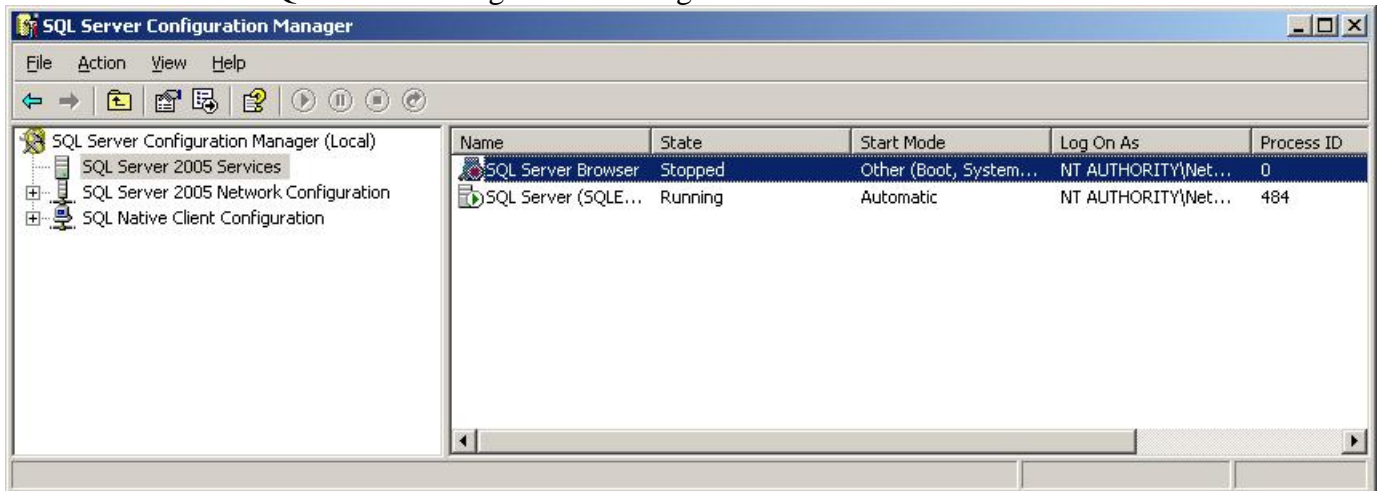 SQL Server Configuration Manager
File Action View Help
SQL Server Configuration Manager (Local)
SQL Server 2005 Services
SQL Server 2005 Network Configuration
SQL Native Client Configuration
Name State Start Mode Log On As Process ID
SQL Server Browser Stopped Other (Boot, System... NT AUTHORITY\Net... 0
SQL Server (SQLE... Running Automatic NT AUTHORITY\Net... 484